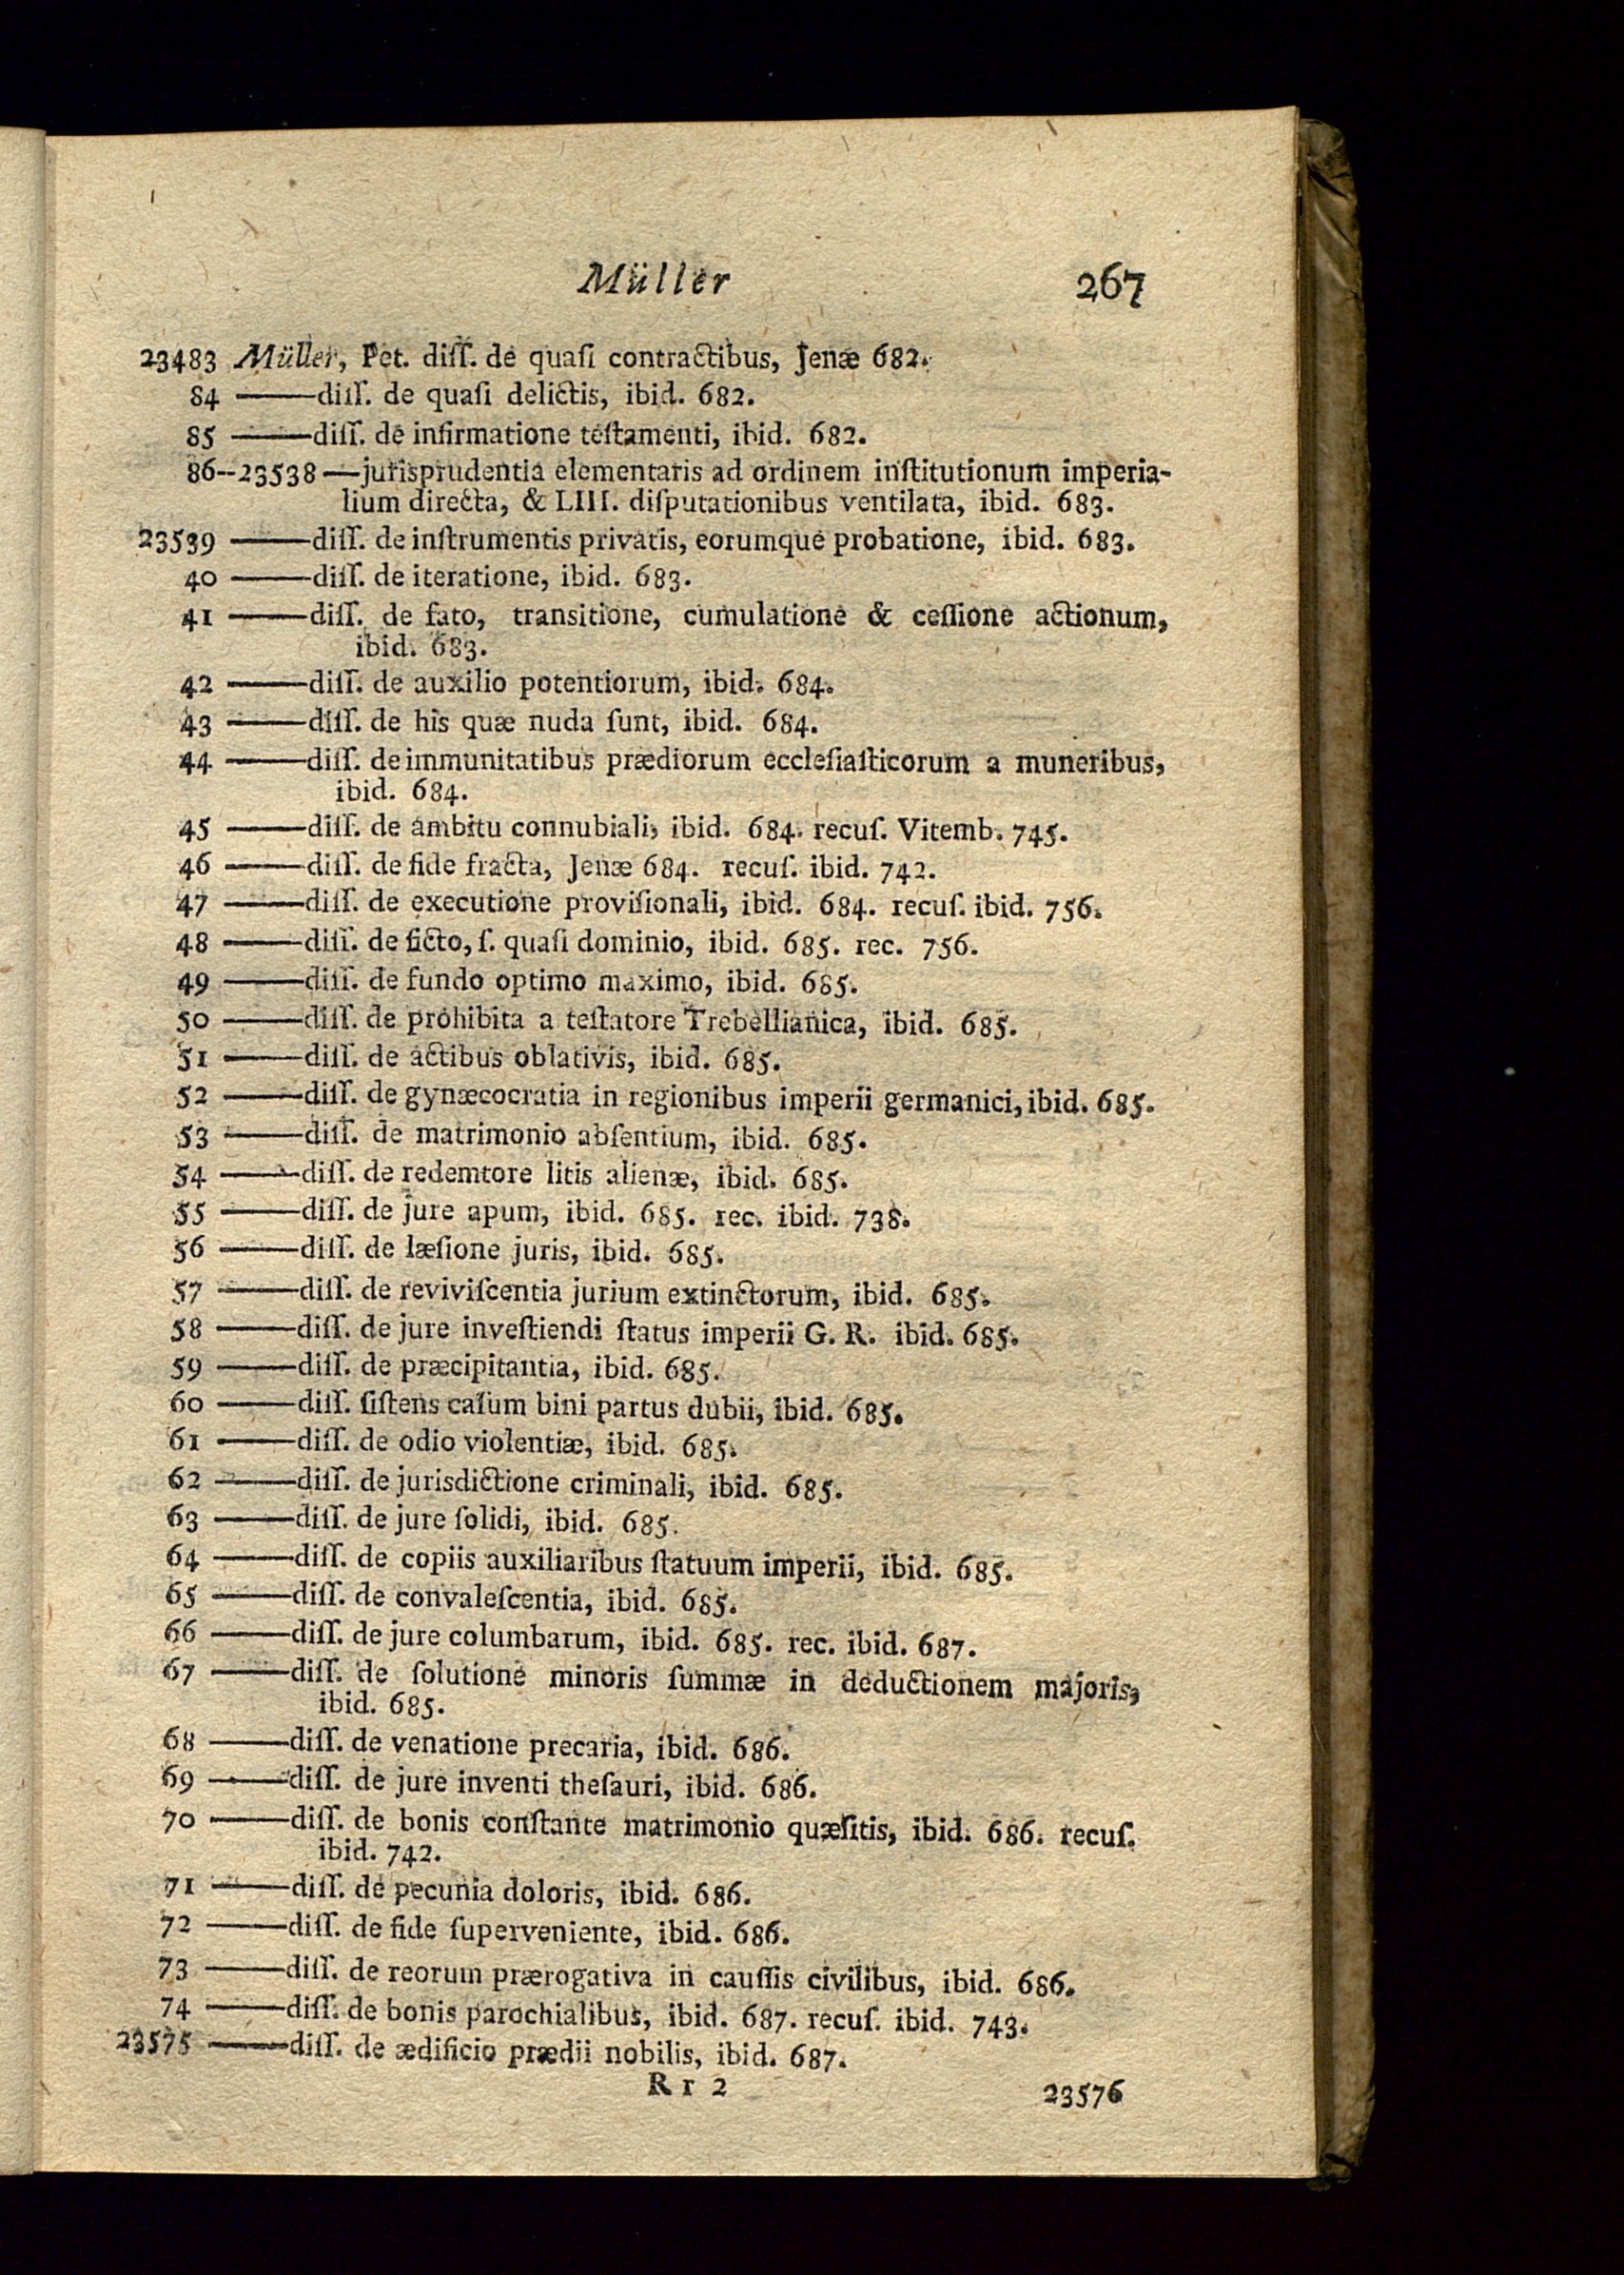 Müller 267
23483 Müller, Pet. diſſ. de quaſi contractibus, Jenæ 682.
84 ——diſſ. de quaſi delictis, ibid. 682.
85 ——diſſ. de infirmatione teſtamenti, ibid. 682.
86--23538 —jurisprudentia elementaris ad ordinem inſtitutionum imperia-
lium directa, & LIII. diſputationibus ventilata, ibid. 683.
23539 ——diſſ. de inſtrumentis privatis, eorumque probatione, ibid. 683.
40 ——diſſ. de iteratione, ibid. 683.
41 ——diſſ. de fato, transitione, cumulatione & ceſſione actionum,
ibid. 683.
42 ——diſſ. de auxilio potentiorum, ibid. 684.
43 ——diſſ. de his quæ nuda ſunt, ibid. 684.
44 ——diſſ. de immunitatibus prædiorum eccleſiaſticorum a muneribus,
ibid. 684.
45 ——diſſ. de ambitu connubiali, ibid. 684. recuſ. Vitemb. 745.
46 ——diſſ. de fide fracta, Jenæ 684. recuſ. ibid. 742.
47 ——diſſ. de executione proviſionali, ibid. 684. recuſ. ibid. 756.
48 ——diſſ. de ficto, ſ. quaſi dominio, ibid. 685. rec. 756.
49 ——diſſ. de fundo optimo maximo, ibid. 685.
50 ——diſſ. de prohibita a teſtatore Trebellianica, ibid. 685.
51 ——diſſ. de actibus oblativis, ibid. 685.
52 ——diſſ. de gynæcocratia in regionibus imperii germanici, ibid. 685.
53 ——diſſ. de matrimonio abſentium, ibid. 685.
54 ——diſſ. de redemtore litis alienæ, ibid. 685.
55 ——diſſ. de jure apum, ibid. 685. rec. ibid. 738.
56 ——diſſ. de læſione juris, ibid. 685.
57 ——diſſ. de reviviſcentia jurium extinctorum, ibid. 685.
58 ——diſſ. de jure inveſtiendi ſtatus imperii G. R. ibid. 685.
59 ——diſſ. de præcipitantia, ibid. 685.
60 ——diſſ. ſiſtens caſum bini partus dubii, ibid. 685.
61 ——diſſ. de odio violentiæ, ibid. 685.
62 ——diſſ. de jurisdictione criminali, ibid. 685.
63 ——diſſ. de jure ſolidi, ibid. 685.
64 ——diſſ. de copiis auxiliaribus ſtatuum imperii, ibid. 685.
65 ——diſſ. de convaleſcentia, ibid. 685.
66 ——diſſ. de jure columbarum, ibid. 685. rec. ibid. 687.
67 ——diſſ. de ſolutione minoris ſummæ in deductionem majoris,
ibid. 685.
68 ——diſſ. de venatione precaria, ibid. 686.
69 ——diſſ. de jure inventi theſauri, ibid. 686.
70 ——diſſ. de bonis conſtante matrimonio quæſitis, ibid. 686. recuſ.
ibid. 742.
71 ——diſſ. de pecunia doloris, ibid. 686.
72 ——diſſ. de fide ſuperveniente, ibid. 686.
73 ——diſſ. de reorum prærogativa in cauſſis civilibus, ibid. 686.
74 ——diſſ. de bonis parochialibus, ibid. 687. recuſ. ibid. 743.
23575 ——diſſ. de ædificio prædii nobilis, ibid. 687.
R r 2 23576